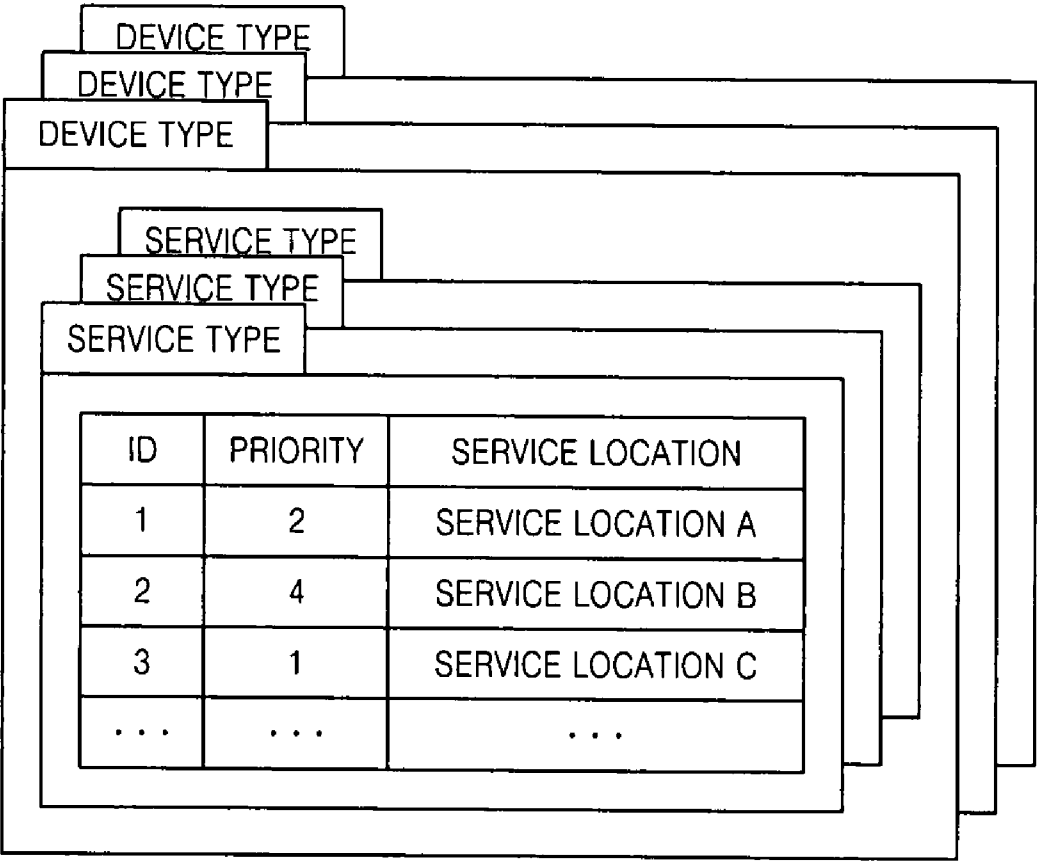 DEVICE TYPE
DEVICE TYPE
DEVICE TYPE
SERVICE TYPE
SERVICE TYPE
SERVICE TYPE
ID PRIORITY SERVICE LOCATION
1 2 SERVICE LOCATION A
2 4 SERVICE LOCATION B
3 1 SERVICE LOCATION C
... ... ...